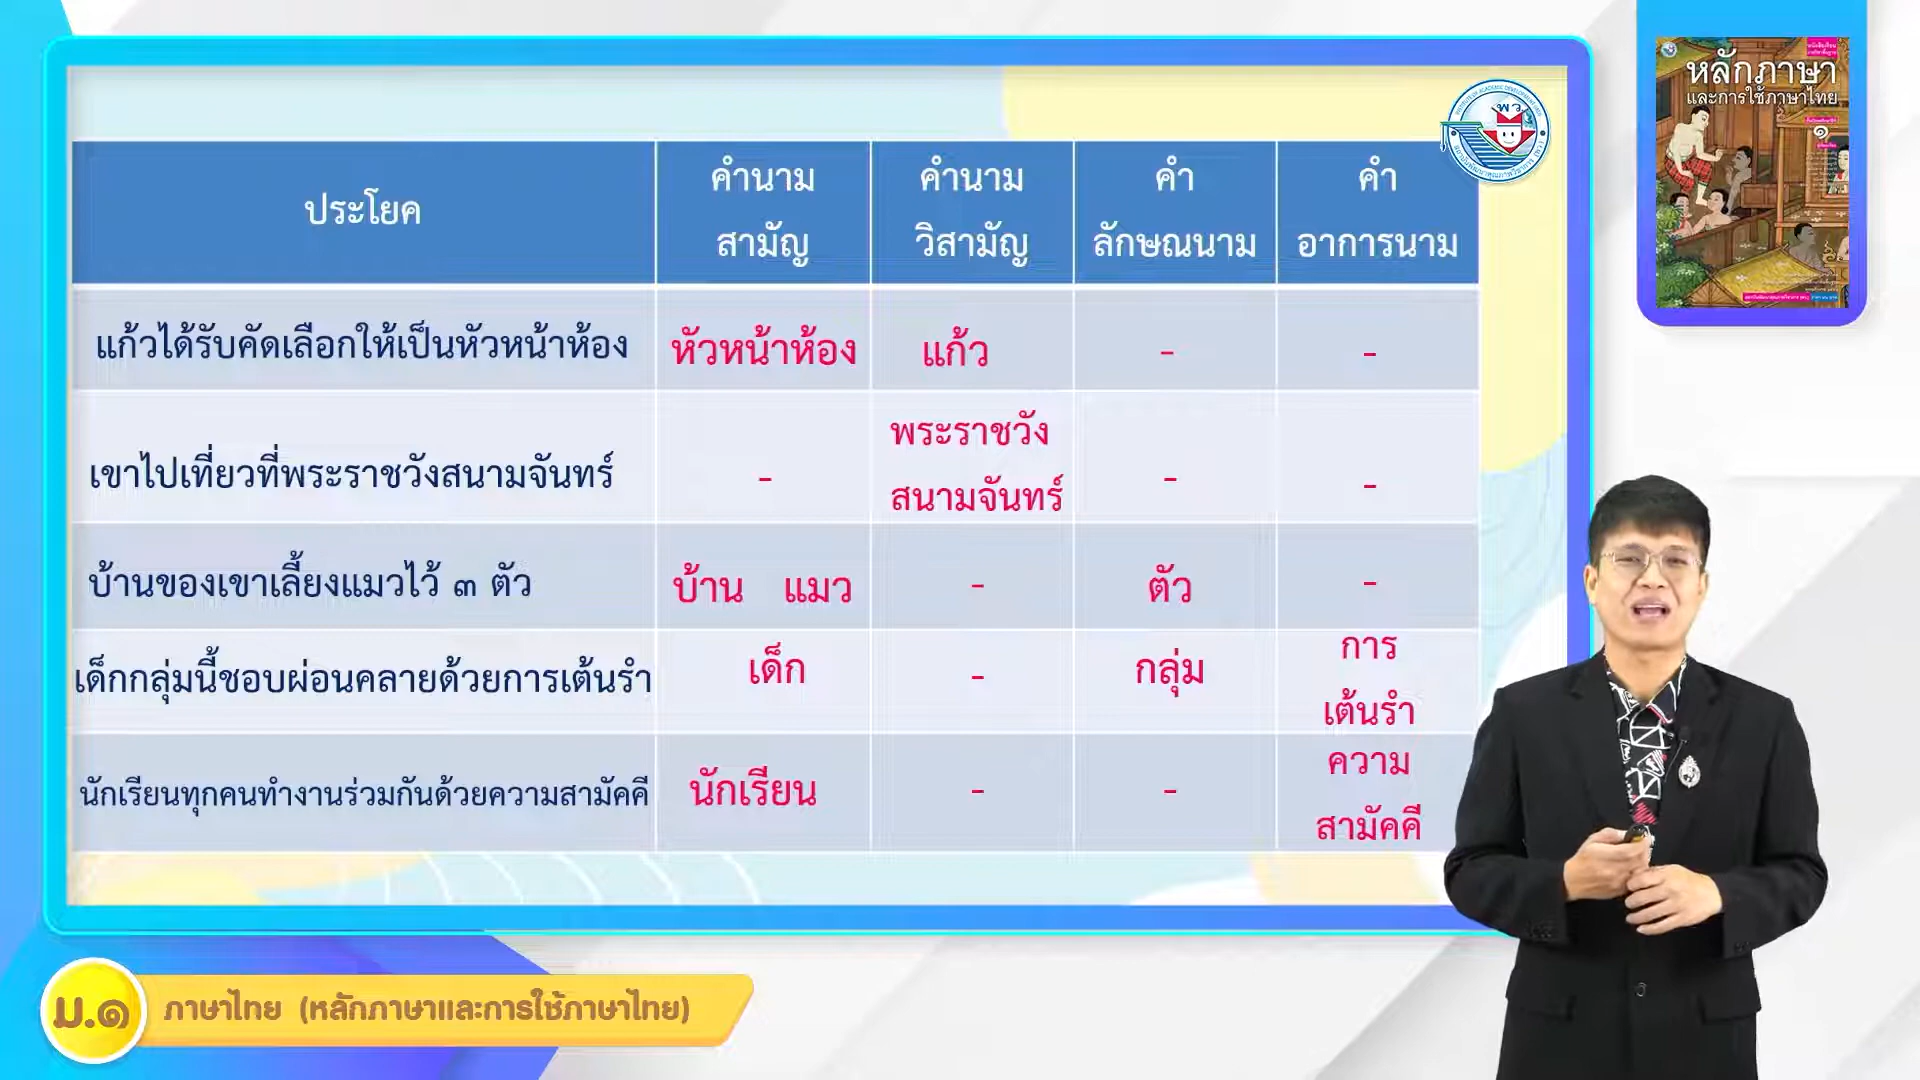 หลักภาษา
และการใช้ภาษาไทย
๑
พว.
ประโยค
คำนาม
สามัญ
คำนาม
วิสามัญ
คำ
ลักษณนาม
คำ
อาการนาม
แก้วได้รับคัดเลือกให้เป็นหัวหน้าห้อง
หัวหน้าห้อง
แก้ว
-
-
เขาไปเที่ยวที่พระราชวังสนามจันทร์
-
พระราชวัง
สนามจันทร์
-
-
บ้านของเขาเลี้ยงแมวไว้ ๓ ตัว
บ้าน แมว
-
ตัว
-
เด็กกลุ่มนี้ชอบผ่อนคลายด้วยการเต้นรำ
เด็ก
-
กลุ่ม
การ
เต้นรำ
นักเรียนทุกคนทำงานร่วมกันด้วยความสามัคคี
นักเรียน
-
-
ความ
สามัคคี
ม.๑
ภาษาไทย (หลักภาษาและการใช้ภาษาไทย)